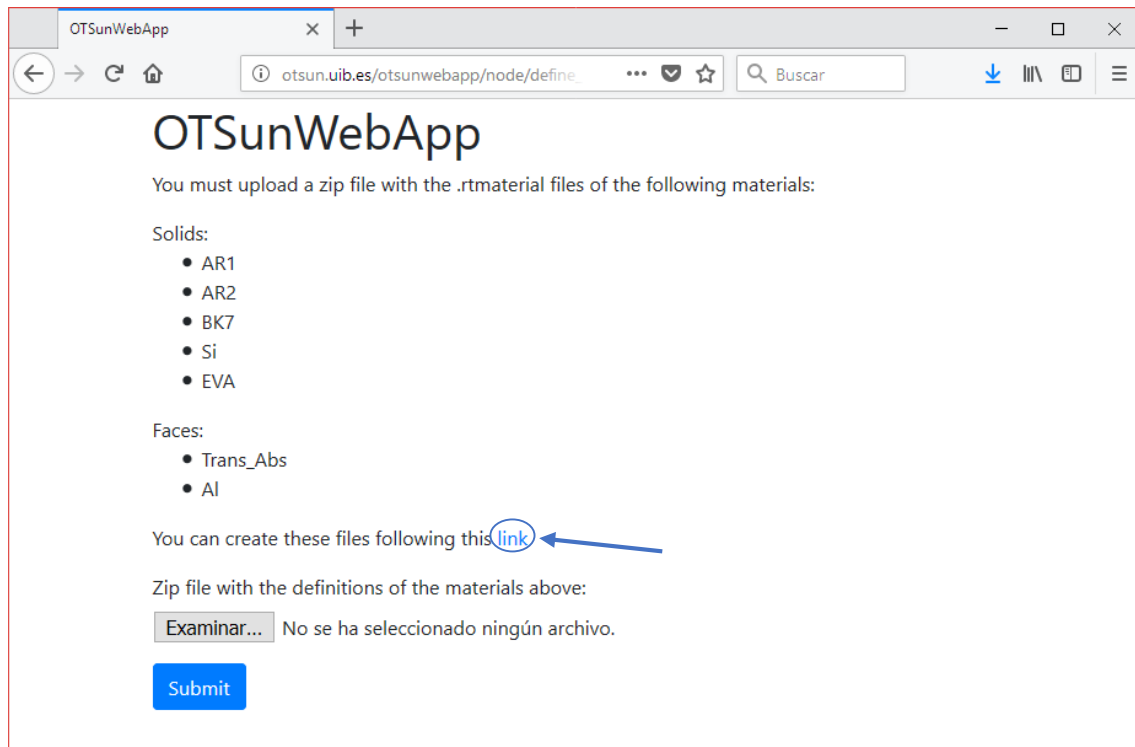 OTSunWebApp
otsun.uib.es/otsunwebapp/node/define_
Buscar
OTSunWebApp
You must upload a zip file with the .rtmaterial files of the following materials:
Solids:
• AR1
• AR2
• BK7
• Si
• EVA
Faces:
• Trans_Abs
• Al
You can create these files following this link
Zip file with the definitions of the materials above:
Examinar... No se ha seleccionado ningún archivo.
Submit